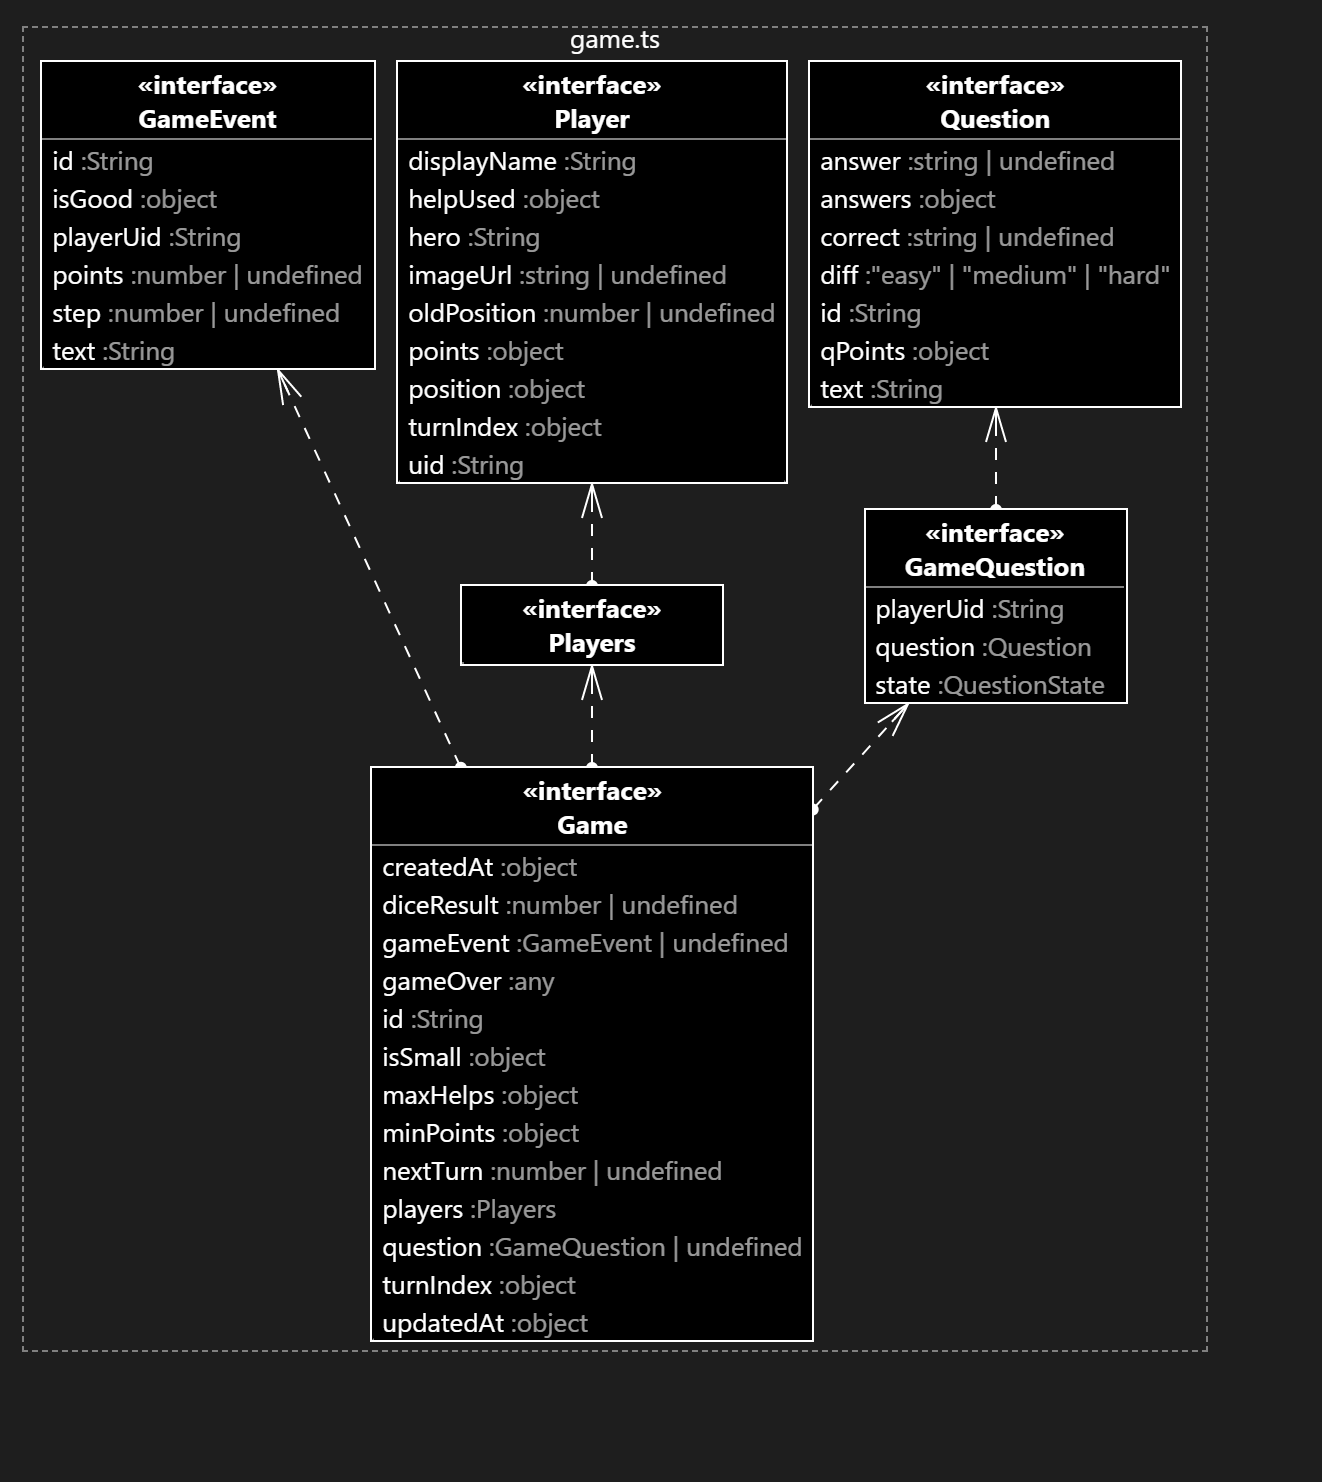 game.ts
«interface»
GameEvent
id :String
isGood :object
playerUid :String
points :number | undefined
step :number | undefined
text :String
«interface»
Player
displayName :String
helpUsed :object
hero :String
imageUrl :string | undefined
oldPosition :number | undefined
points :object
position :object
turnIndex :object
uid :String
«interface»
Question
answer :string | undefined
answers :object
correct :string | undefined
diff :"easy" | "medium" | "hard"
id :String
qPoints :object
text :String
«interface»
Players
«interface»
GameQuestion
playerUid :String
question :Question
state :QuestionState
«interface»
Game
createdAt :object
diceResult :number | undefined
gameEvent :GameEvent | undefined
gameOver :any
id :String
isSmall :object
maxHelps :object
minPoints :object
nextTurn :number | undefined
players :Players
question :GameQuestion | undefined
turnIndex :object
updatedAt :object